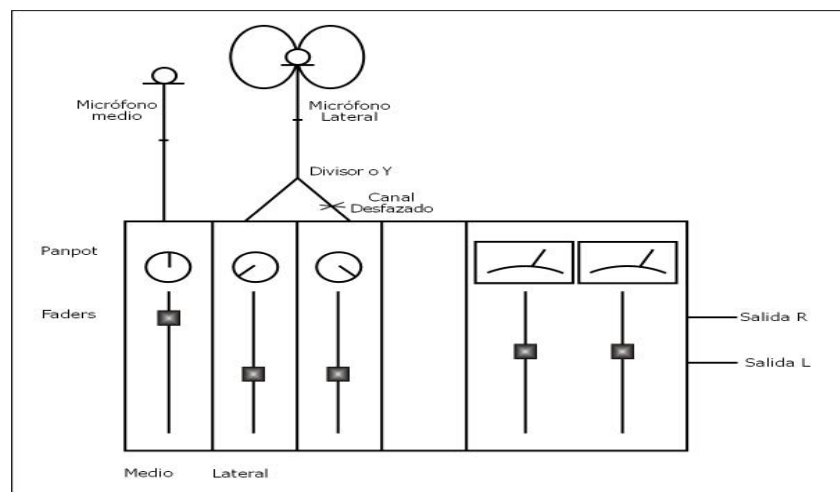 Micrófono
medio
Micrófono
Lateral
Divisor o Y
Canal
Desfazado
Panpot
Faders
Salida R
Salida L
Medio
Lateral